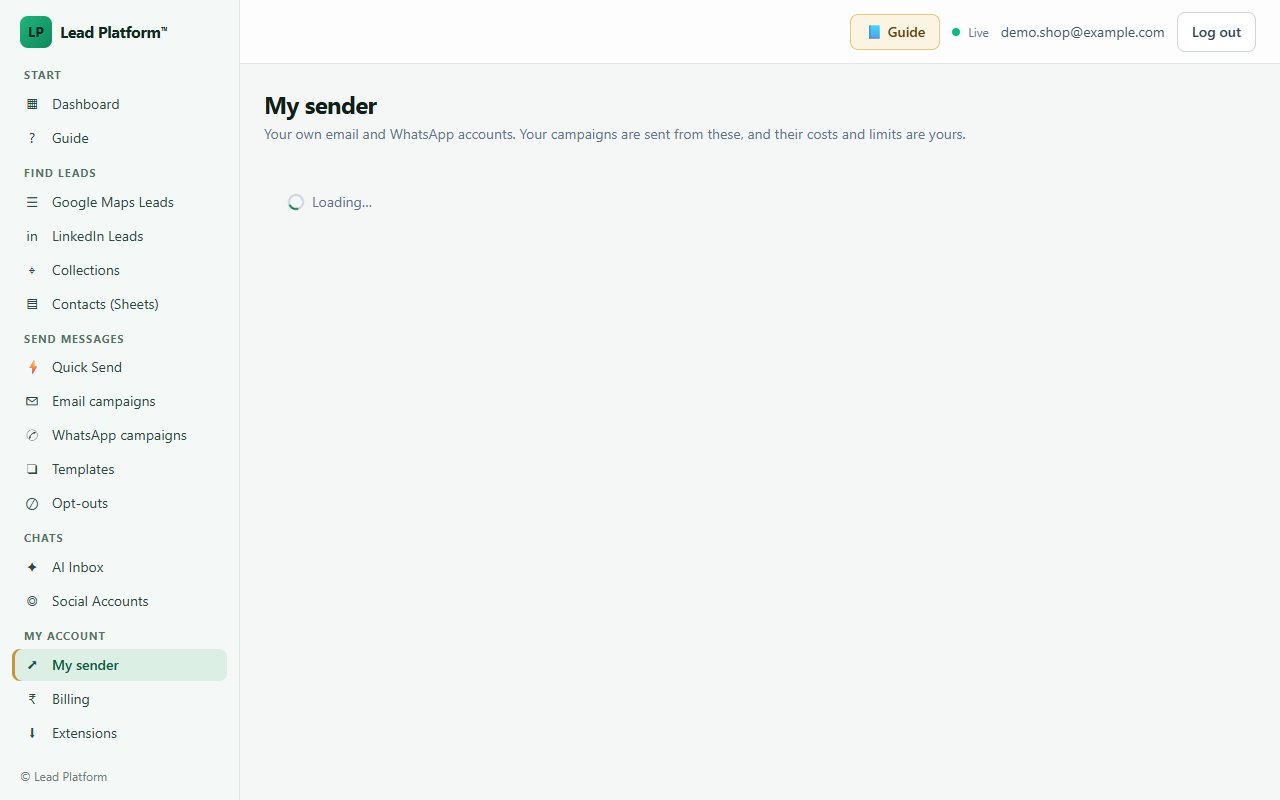 LP Lead Platform™
START
Dashboard
? Guide
FIND LEADS
Google Maps Leads
in LinkedIn Leads
Collections
Contacts (Sheets)
SEND MESSAGES
Quick Send
Email campaigns
WhatsApp campaigns
Templates
Opt-outs
CHATS
AI Inbox
Social Accounts
MY ACCOUNT
My sender
₹ Billing
Extensions
© Lead Platform
Guide
Live
demo.shop@example.com
Log out
My sender
Your own email and WhatsApp accounts. Your campaigns are sent from these, and their costs and limits are yours.
Loading...